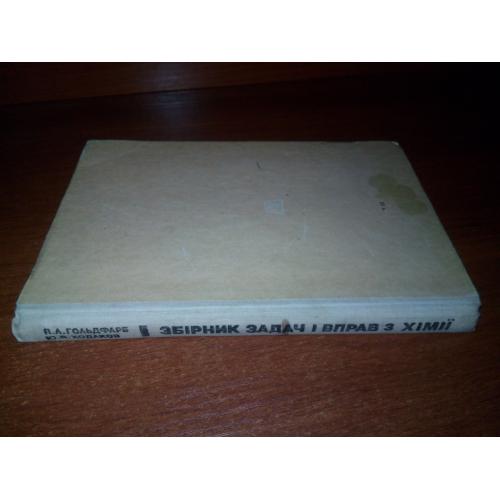 П.А.ГОЛЬДФАРБ
Ю.В.ХОДАКОВ
ЗБІРНИК ЗАДАЧ І ВПРАВ З ХІМІЇ